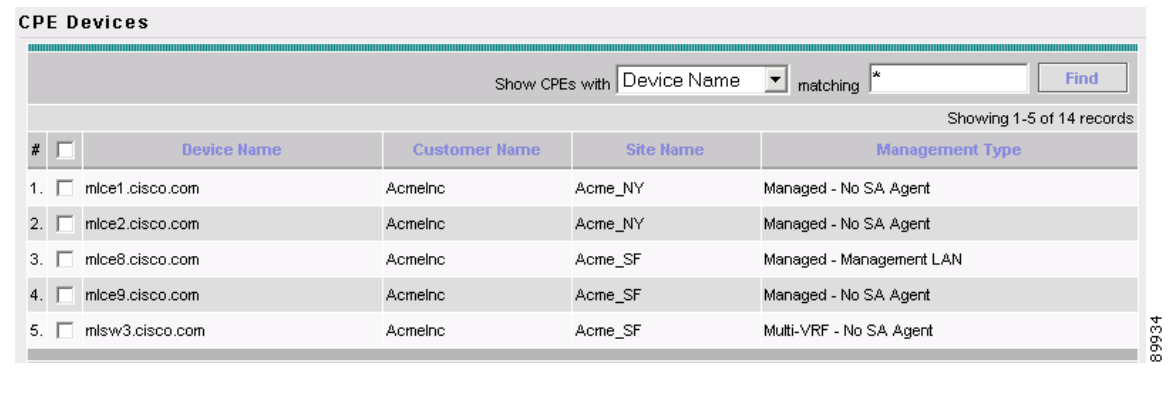 CPE Devices
Show CPEs with Device Name matching * Find
Showing 1-5 of 14 records
# Device Name Customer Name Site Name Management Type
1. mlce1.cisco.com AcmeInc Acme_NY Managed - No SA Agent
2. mlce2.cisco.com AcmeInc Acme_NY Managed - No SA Agent
3. mlce8.cisco.com AcmeInc Acme_SF Managed - Management LAN
4. mlce9.cisco.com AcmeInc Acme_SF Managed - No SA Agent
5. mlsw3.cisco.com AcmeInc Acme_SF Multi-VRF - No SA Agent
89934